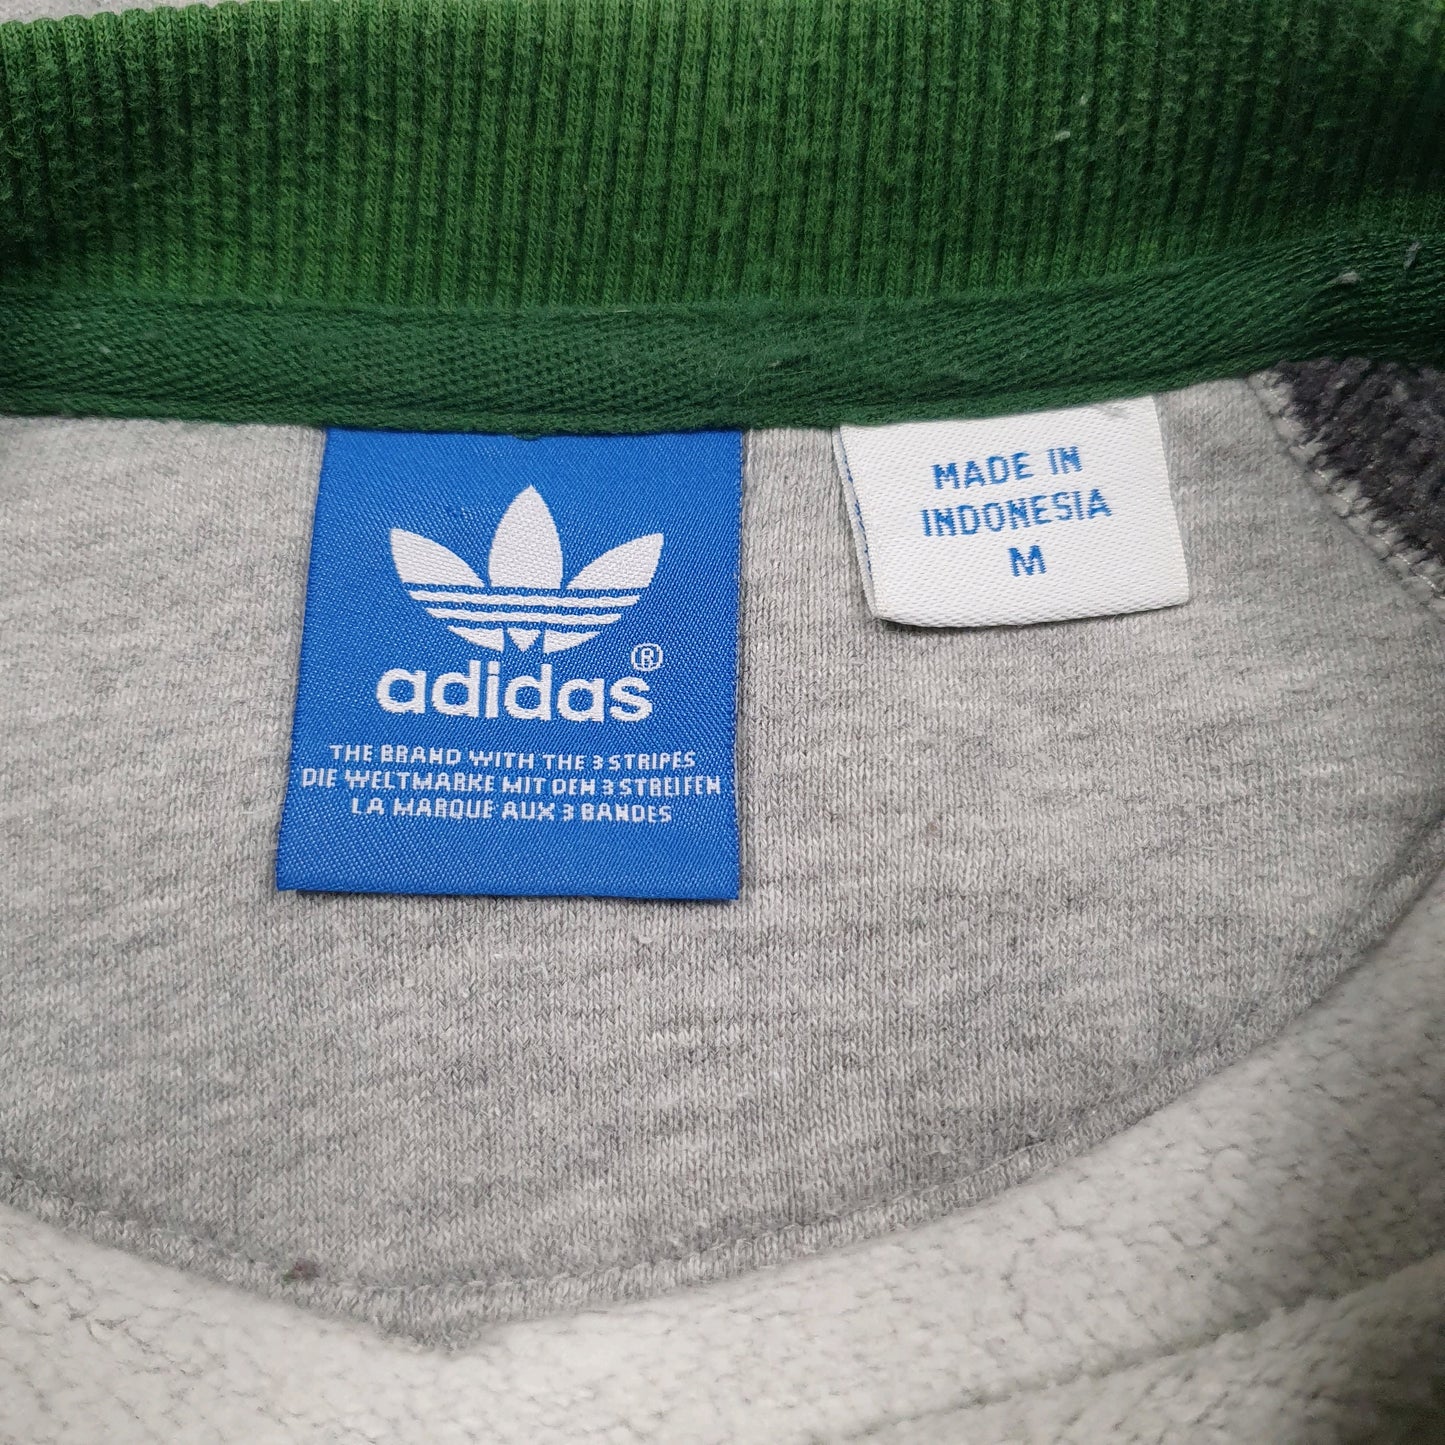 adidas®
THE BRAND WITH THE 3 STRIPES
DIE WELTMARKE MIT DEN 3 STREIFEN
LA MARQUE AUX 3 BANDES
MADE IN
INDONESIA
M